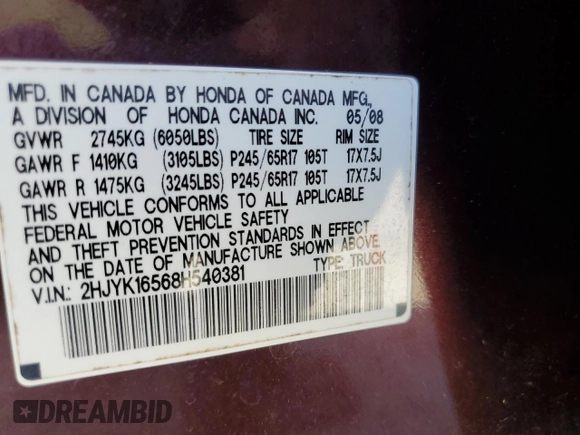 MFD. IN CANADA BY HONDA OF CANADA MFG.,
A DIVISION OF HONDA CANADA INC. 05/08
GVWR 2745KG (6050LBS) TIRE SIZE RIM SIZE
GAWR F 1410KG (3105LBS) P245/65R17 105T 17X7.5J
GAWR R 1475KG (3245LBS) P245/65R17 105T 17X7.5J
THIS VEHICLE CONFORMS TO ALL APPLICABLE
FEDERAL MOTOR VEHICLE SAFETY
AND THEFT PREVENTION STANDARDS IN EFFECT
ON THE DATE OF MANUFACTURE SHOWN ABOVE.
V.I.N.: 2HJYK16568H540381 TYPE: TRUCK
DREAMBID